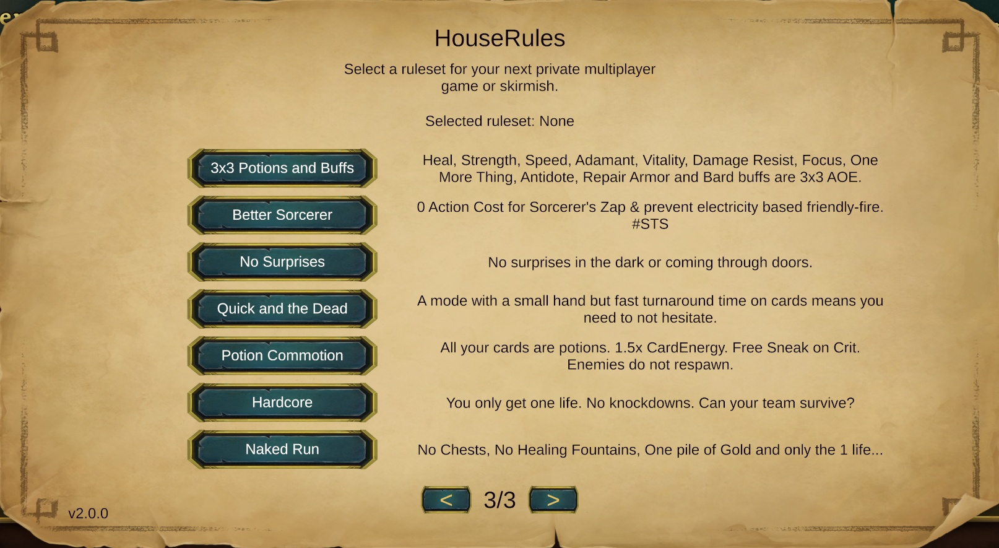 HouseRules
Select a ruleset for your next private multiplayer
game or skirmish.
Selected ruleset: None
3x3 Potions and Buffs
Heal, Strength, Speed, Adamant, Vitality, Damage Resist, Focus, One
More Thing, Antidote, Repair Armor and Bard buffs are 3x3 AOE.
Better Sorcerer
0 Action Cost for Sorcerer's Zap & prevent electricity based friendly-fire.
#STS
No Surprises
No surprises in the dark or coming through doors.
Quick and the Dead
A mode with a small hand but fast turnaround time on cards means you
need to not hesitate.
Potion Commotion
All your cards are potions. 1.5x CardEnergy. Free Sneak on Crit.
Enemies do not respawn.
Hardcore
You only get one life. No knockdowns. Can your team survive?
Naked Run
No Chests, No Healing Fountains, One pile of Gold and only the 1 life...
< 3/3 >
v2.0.0